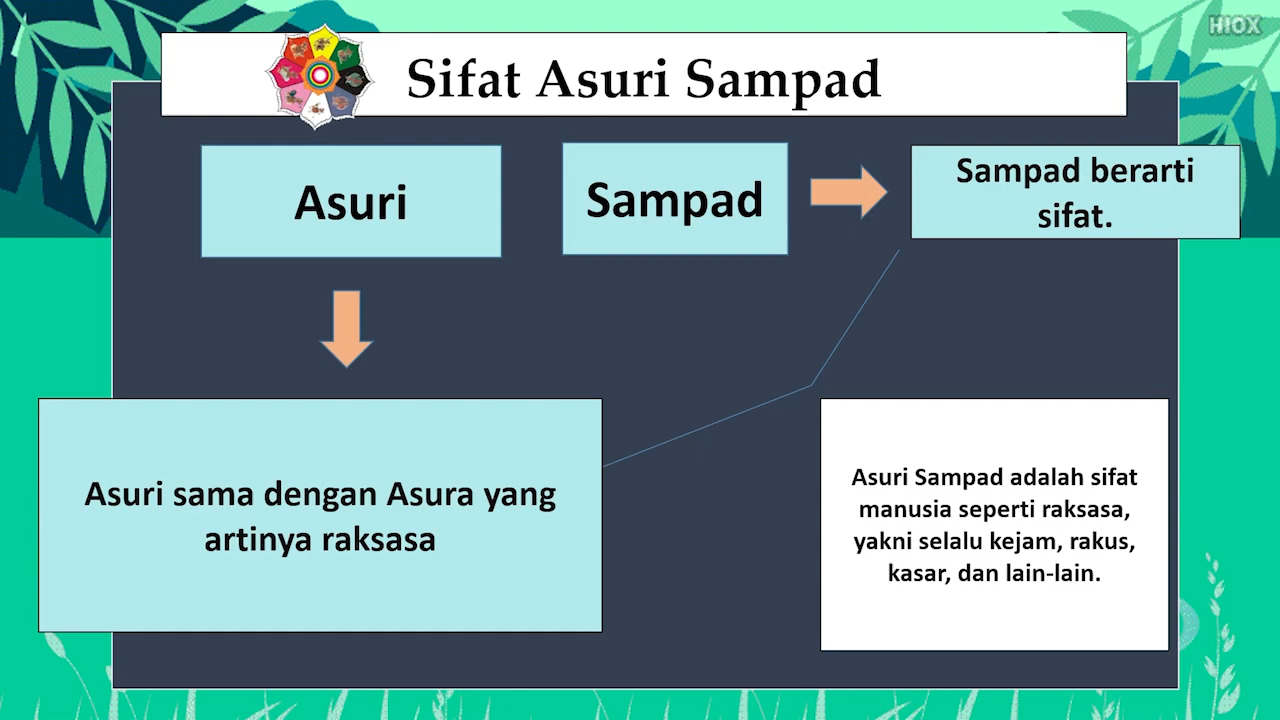 HIOX
Sifat Asuri Sampad
Asuri
Sampad
Sampad berarti
sifat.
Asuri sama dengan Asura yang
artinya raksasa
Asuri Sampad adalah sifat
manusia seperti raksasa,
yakni selalu kejam, rakus,
kasar, dan lain-lain.